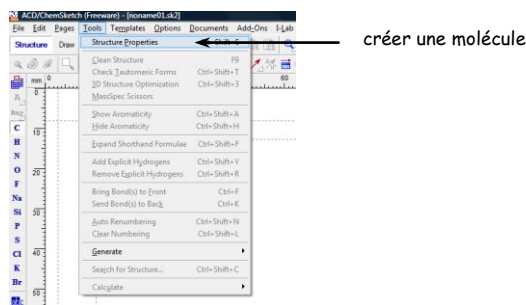 ACD/ChemSketch (Freeware) - [noname01.sk2]
File Edit Pages Tools Templates Options Documents Add-Ons I-Lab
Structure Draw
Structure Properties
créer une molécule
Clean Structure F9
Check Tautomeric Forms Ctrl+Shift+T
3D Structure Optimization Ctrl+Shift+3
MassSpec Scissors
Show Aromaticity Ctrl+Shift+A
Hide Aromaticity Ctrl+Shift+H
Expand Shorthand Formulae Ctrl+Shift+F
Add Explicit Hydrogens Ctrl+Shift+Y
Remove Explicit Hydrogens Ctrl+Shift+R
Bring Bond(s) to Front Ctrl+F
Send Bond(s) to Back Ctrl+K
Auto Renumbering Ctrl+Shift+N
Clear Numbering Ctrl+Shift+L
Generate
Search for Structure... Ctrl+Shift+C
Calculate
mm 0
60
0
10
20
30
40
50
C
H
N
O
F
Na
Si
P
S
Cl
K
Br